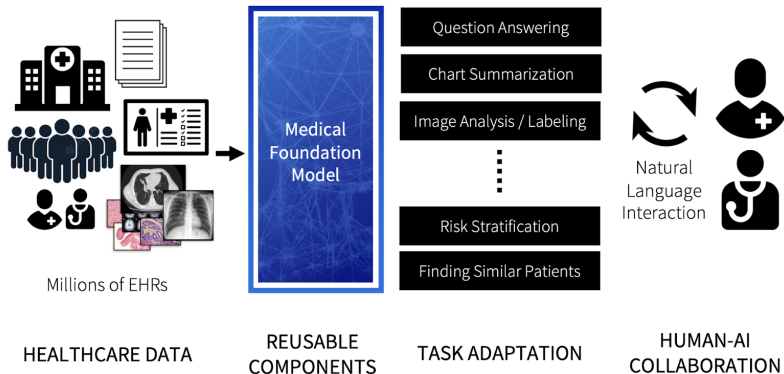 Millions of EHRs
HEALTHCARE DATA
Medical
Foundation
Model
REUSABLE
COMPONENTS
Question Answering
Chart Summarization
Image Analysis / Labeling
Risk Stratification
Finding Similar Patients
TASK ADAPTATION
Natural
Language
Interaction
HUMAN-AI
COLLABORATION